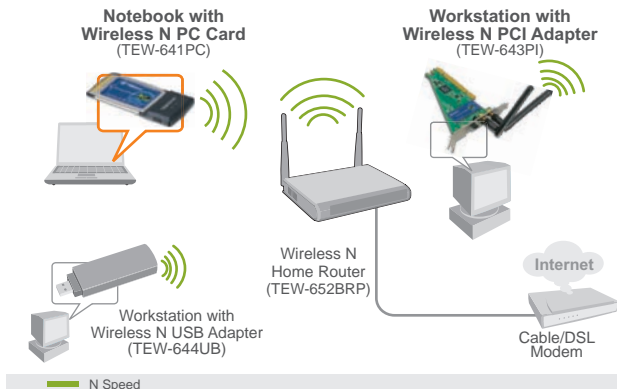 Notebook with
Wireless N PC Card
(TEW-641PC)
Workstation with
Wireless N PCI Adapter
(TEW-643PI)
Wireless N
Home Router
(TEW-652BRP)
Internet
Cable/DSL
Modem
Workstation with
Wireless N USB Adapter
(TEW-644UB)
N Speed